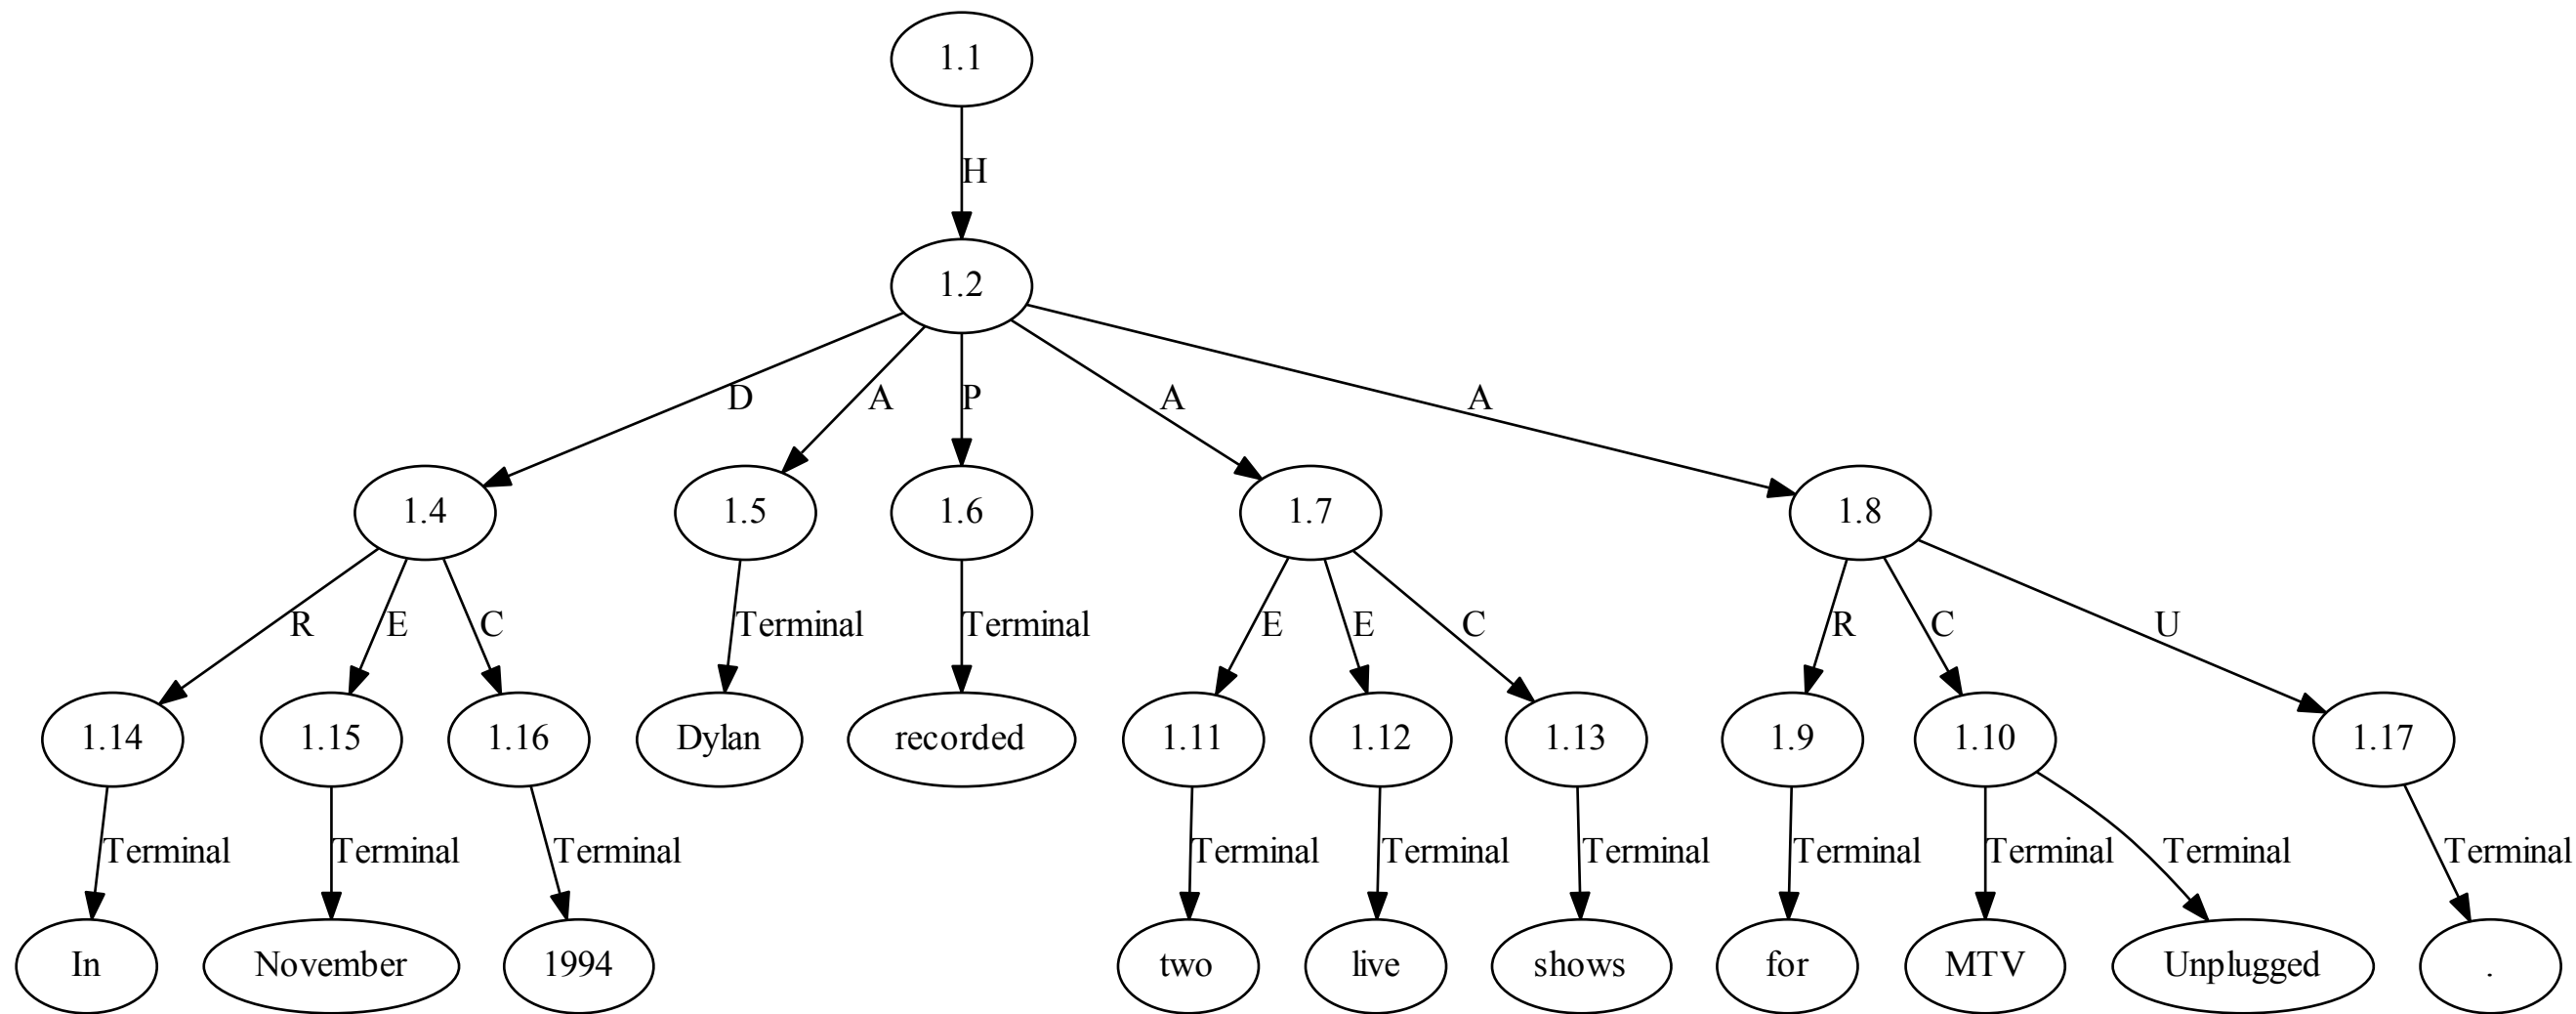 1.1
H
1.2
D A P A A
1.4 1.5 1.6 1.7 1.8
R E C Terminal Terminal E E C R C U
1.14 1.15 1.16 Dylan recorded 1.11 1.12 1.13 1.9 1.10 1.17
Terminal Terminal Terminal Terminal Terminal Terminal Terminal Terminal Terminal Terminal
In November 1994 two live shows for MTV Unplugged .